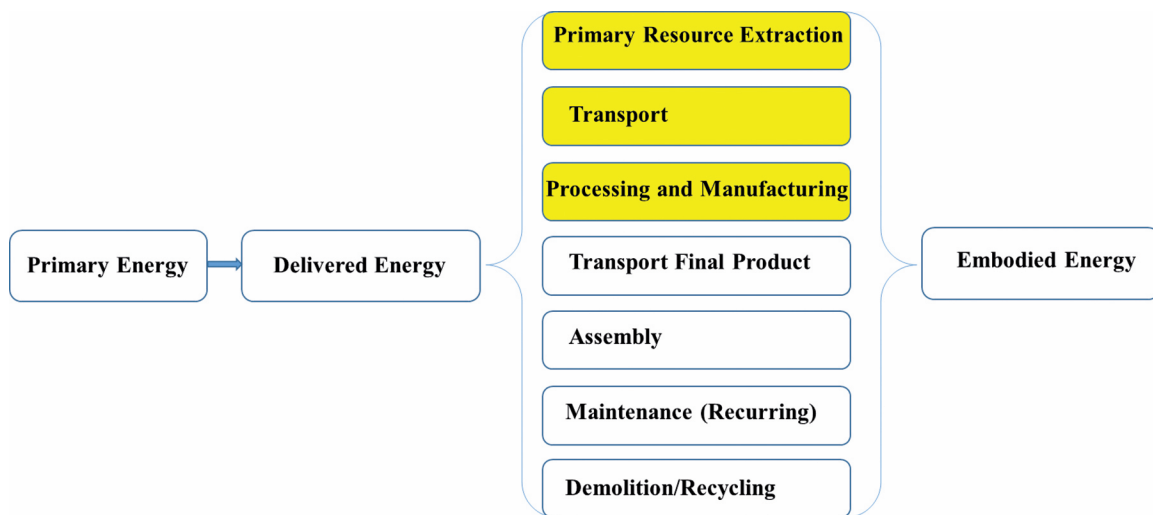 Primary Resource Extraction
Transport
Processing and Manufacturing
Primary Energy
Delivered Energy
Transport Final Product
Embodied Energy
Assembly
Maintenance (Recurring)
Demolition/Recycling